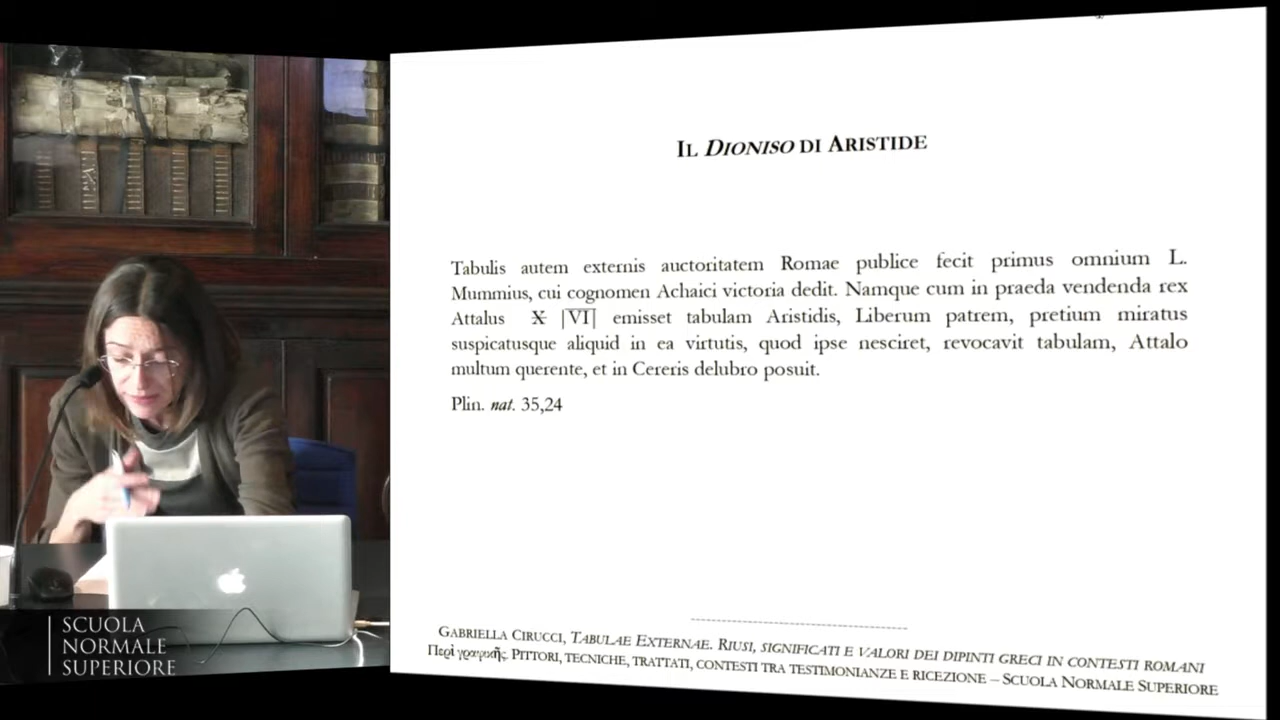 IL DIONISO DI ARISTIDE
Tabulis autem externis auctoritatem Romae publice fecit primus omnium L.
Mummius, cui cognomen Achaici victoria dedit. Namque cum in praeda vendenda rex
Attalus X |VI| emisset tabulam Aristidis, Liberum patrem, pretium miratus
suspicatusque aliquid in ea virtutis, quod ipse nesciret, revocavit tabulam, Attalo
multum querente, et in Cereris delubro posuit.
Plin. nat. 35,24
GABRIELLA CIRUCCI, TABULAE EXTERNAE. RIUSI, SIGNIFICATI E VALORI DEI DIPINTI GRECI IN CONTESTI ROMANI
Περὶ γραφικῆς. PITTORI, TECNICHE, TRATTATI, CONTESTI TRA TESTIMONIANZE E RICEZIONE – SCUOLA NORMALE SUPERIORE
SCUOLA
NORMALE
SUPERIORE